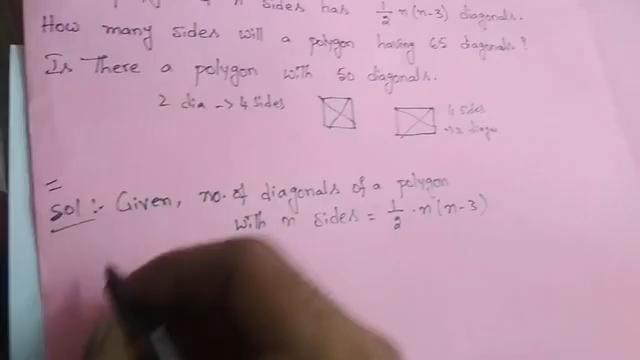 n sides has 1/2 n(n-3) diagonals.
How many sides will a polygon having 65 diagonals?
Is There a polygon with 50 diagonals.
2 dia -> 4 sides
4 sides
=> 2 diagon
Sol:- Given, no. of diagonals of a polygon
with n sides = 1/2 · n(n-3)